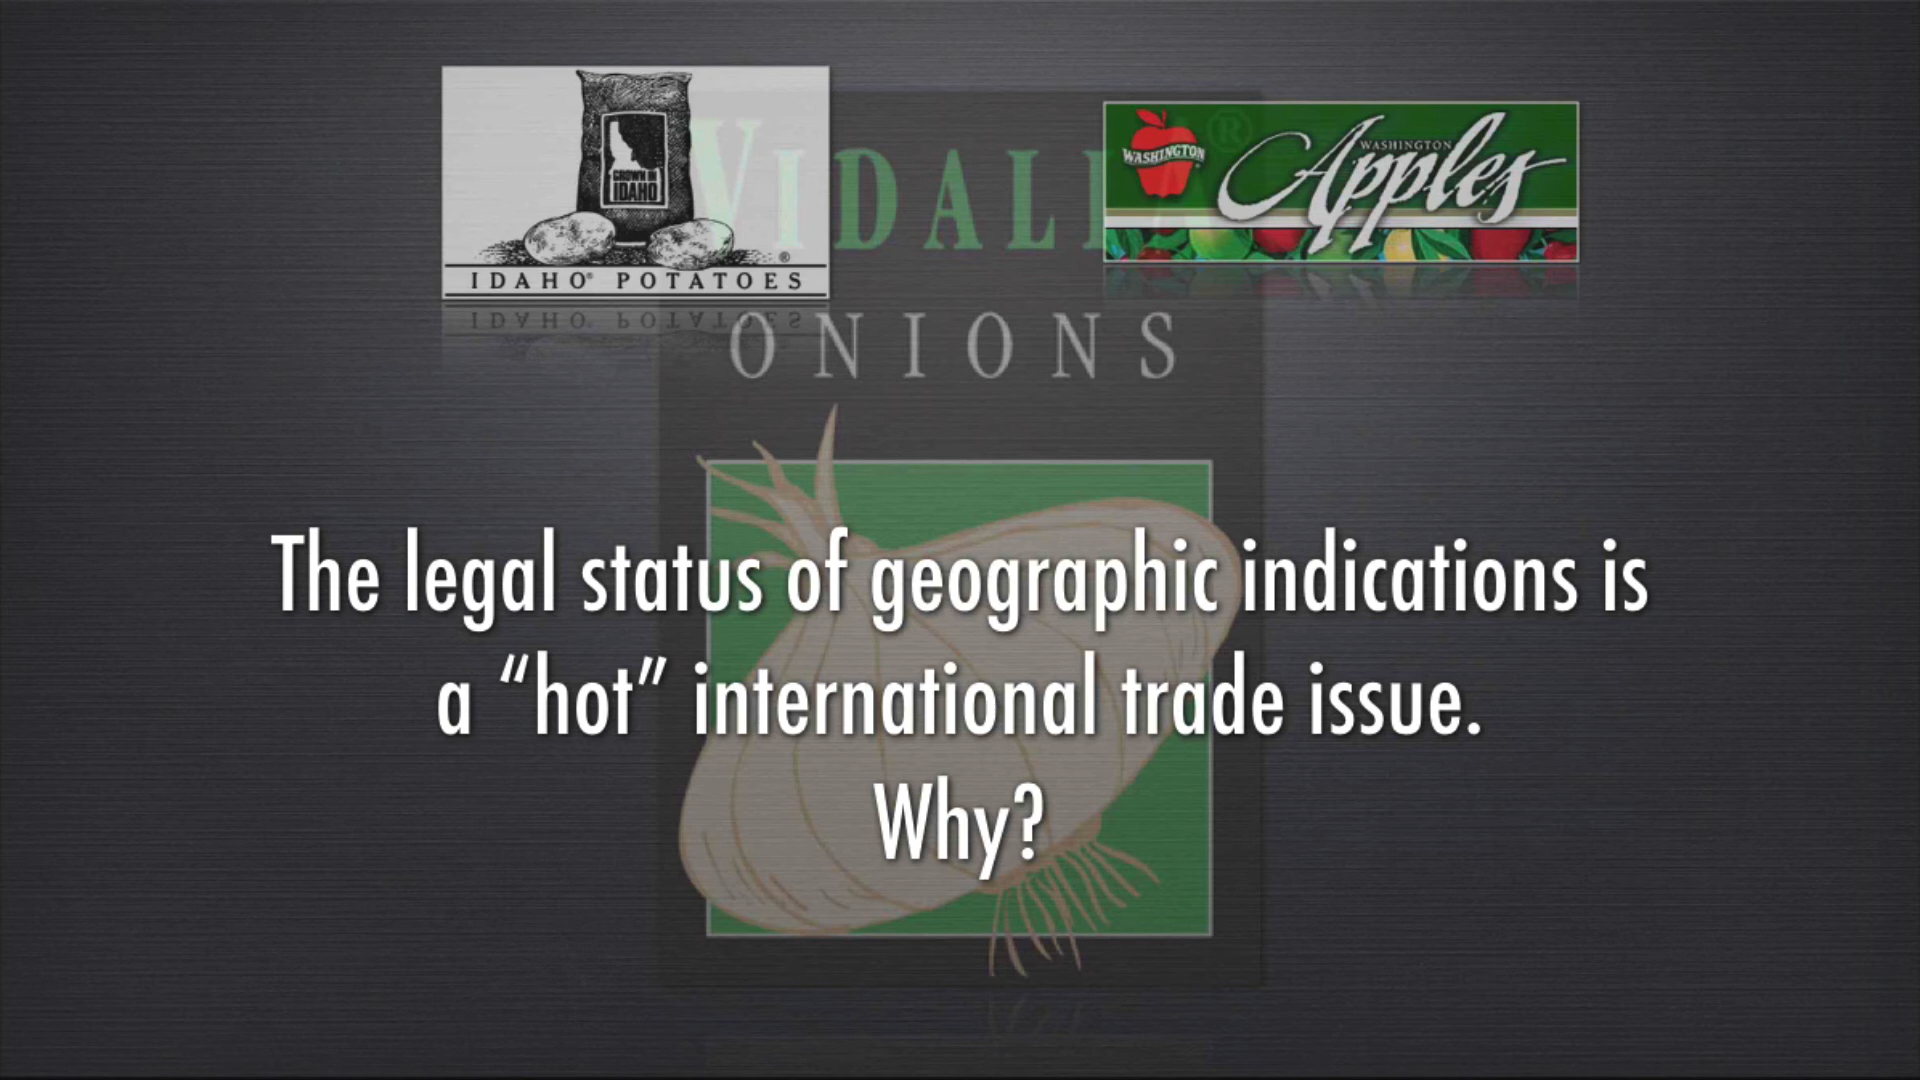 GROWN IN
IDAHO
®
IDAHO® POTATOES
VIDALIA®
ONIONS
WASHINGTON
WASHINGTON
Apples
The legal status of geographic indications is
a “hot” international trade issue.
Why?